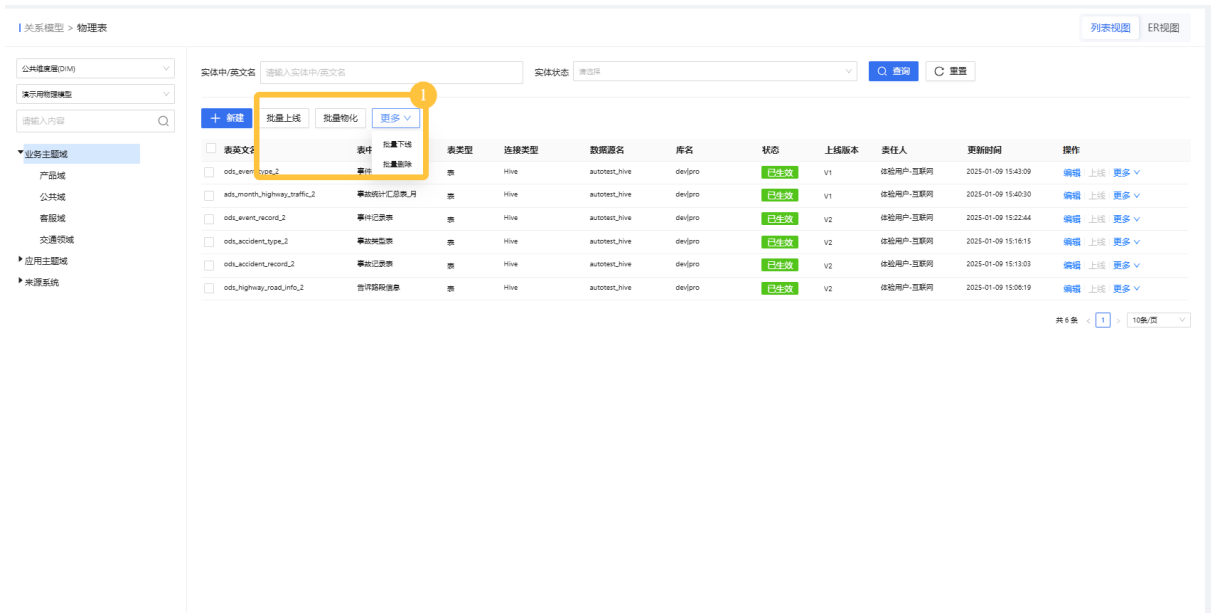 关系模型 > 物理表 列表视图 ER视图
公共维度层(DIM) 实体中/英文名 请输入实体中/英文名 实体状态 请选择 查询 重置
演示用物理模型
请输入内容 1
新建 批量上线 批量物化 更多
批量下线
批量删除
业务主题域 表英文名 表中 表类型 连接类型 数据源名 库名 状态 上线版本 责任人 更新时间 操作
产品域 ods_event_type_2 事件 表 Hive autotest_hive dev|pro 已生效 V1 体验用户-互联网 2025-01-09 15:43:09 编辑 上线 更多
公共域 ads_month_highway_traffic_2 事故统计汇总表_月 表 Hive autotest_hive dev|pro 已生效 V1 体验用户-互联网 2025-01-09 15:40:30 编辑 上线 更多
客服域 ods_event_record_2 事件记录表 表 Hive autotest_hive dev|pro 已生效 V2 体验用户-互联网 2025-01-09 15:22:44 编辑 上线 更多
交通领域 ods_accident_type_2 事故类型表 表 Hive autotest_hive dev|pro 已生效 V2 体验用户-互联网 2025-01-09 15:16:15 编辑 上线 更多
应用主题域 ods_accident_record_2 事故记录表 表 Hive autotest_hive dev|pro 已生效 V2 体验用户-互联网 2025-01-09 15:13:03 编辑 上线 更多
来源系统 ods_highway_road_info_2 告诉路段信息 表 Hive autotest_hive dev|pro 已生效 V2 体验用户-互联网 2025-01-09 15:06:19 编辑 上线 更多
共 6 条 < 1 > 10条/页